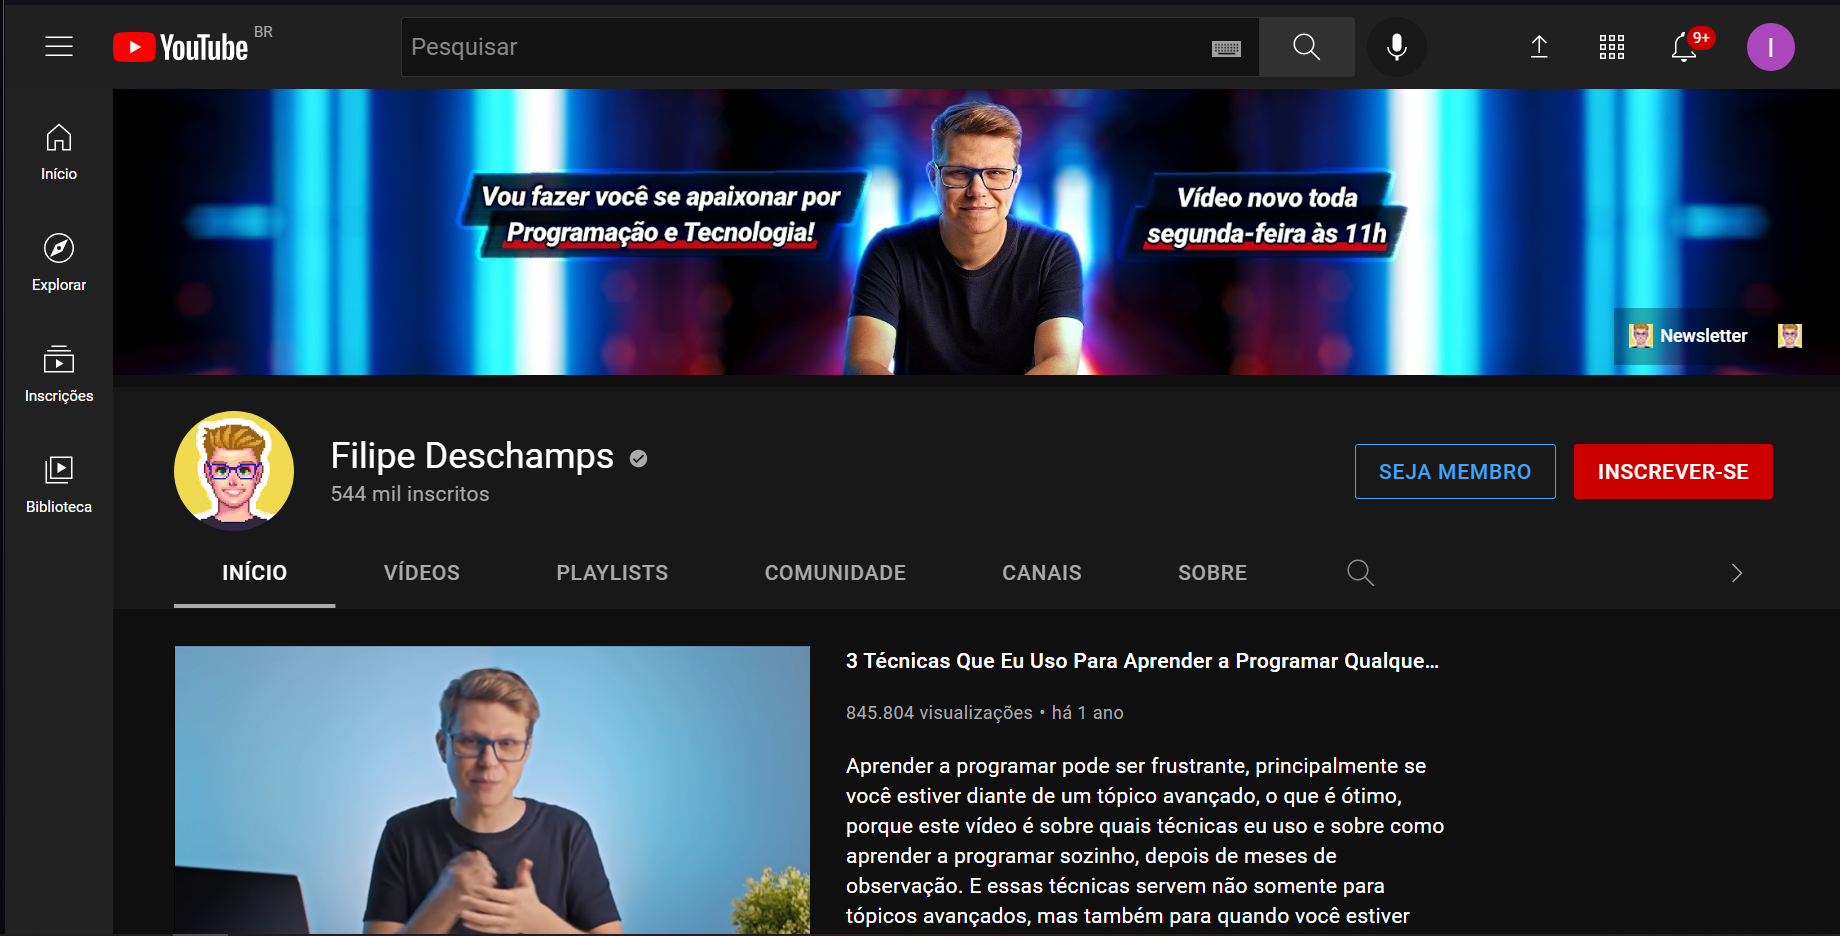 YouTube BR
Pesquisar
9+
I
Início
Explorar
Inscrições
Biblioteca
Vou fazer você se apaixonar por
Programação e Tecnologia!
Vídeo novo toda
segunda-feira às 11h
Newsletter
Filipe Deschamps
544 mil inscritos
SEJA MEMBRO
INSCREVER-SE
INÍCIO
VÍDEOS
PLAYLISTS
COMUNIDADE
CANAIS
SOBRE
3 Técnicas Que Eu Uso Para Aprender a Programar Qualque...
845.804 visualizações • há 1 ano
Aprender a programar pode ser frustrante, principalmente se
você estiver diante de um tópico avançado, o que é ótimo,
porque este vídeo é sobre quais técnicas eu uso e sobre como
aprender a programar sozinho, depois de meses de
observação. E essas técnicas servem não somente para
tópicos avançados, mas também para quando você estiver